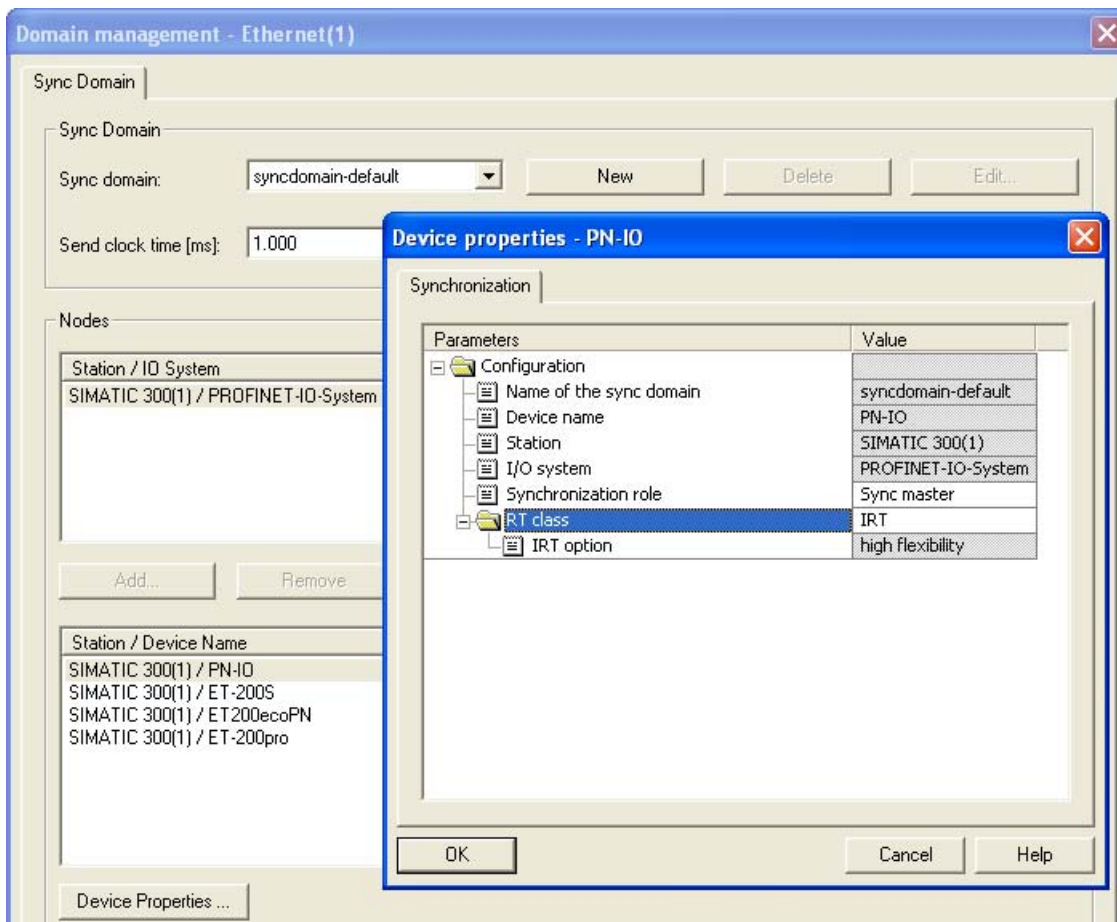 Domain management - Ethernet(1)
Sync Domain
Sync Domain
Sync domain: syncdomain-default New Delete Edit...
Send clock time [ms]: 1.000
Nodes
Station / IO System
SIMATIC 300(1) / PROFINET-IO-System
Add... Remove
Station / Device Name
SIMATIC 300(1) / PN-IO
SIMATIC 300(1) / ET-200S
SIMATIC 300(1) / ET200ecoPN
SIMATIC 300(1) / ET-200pro
Device Properties ...
Device properties - PN-IO
Synchronization
Parameters Value
Configuration
Name of the sync domain syncdomain-default
Device name PN-IO
Station SIMATIC 300(1)
I/O system PROFINET-IO-System
Synchronization role Sync master
RT class IRT
IRT option high flexibility
OK Cancel Help